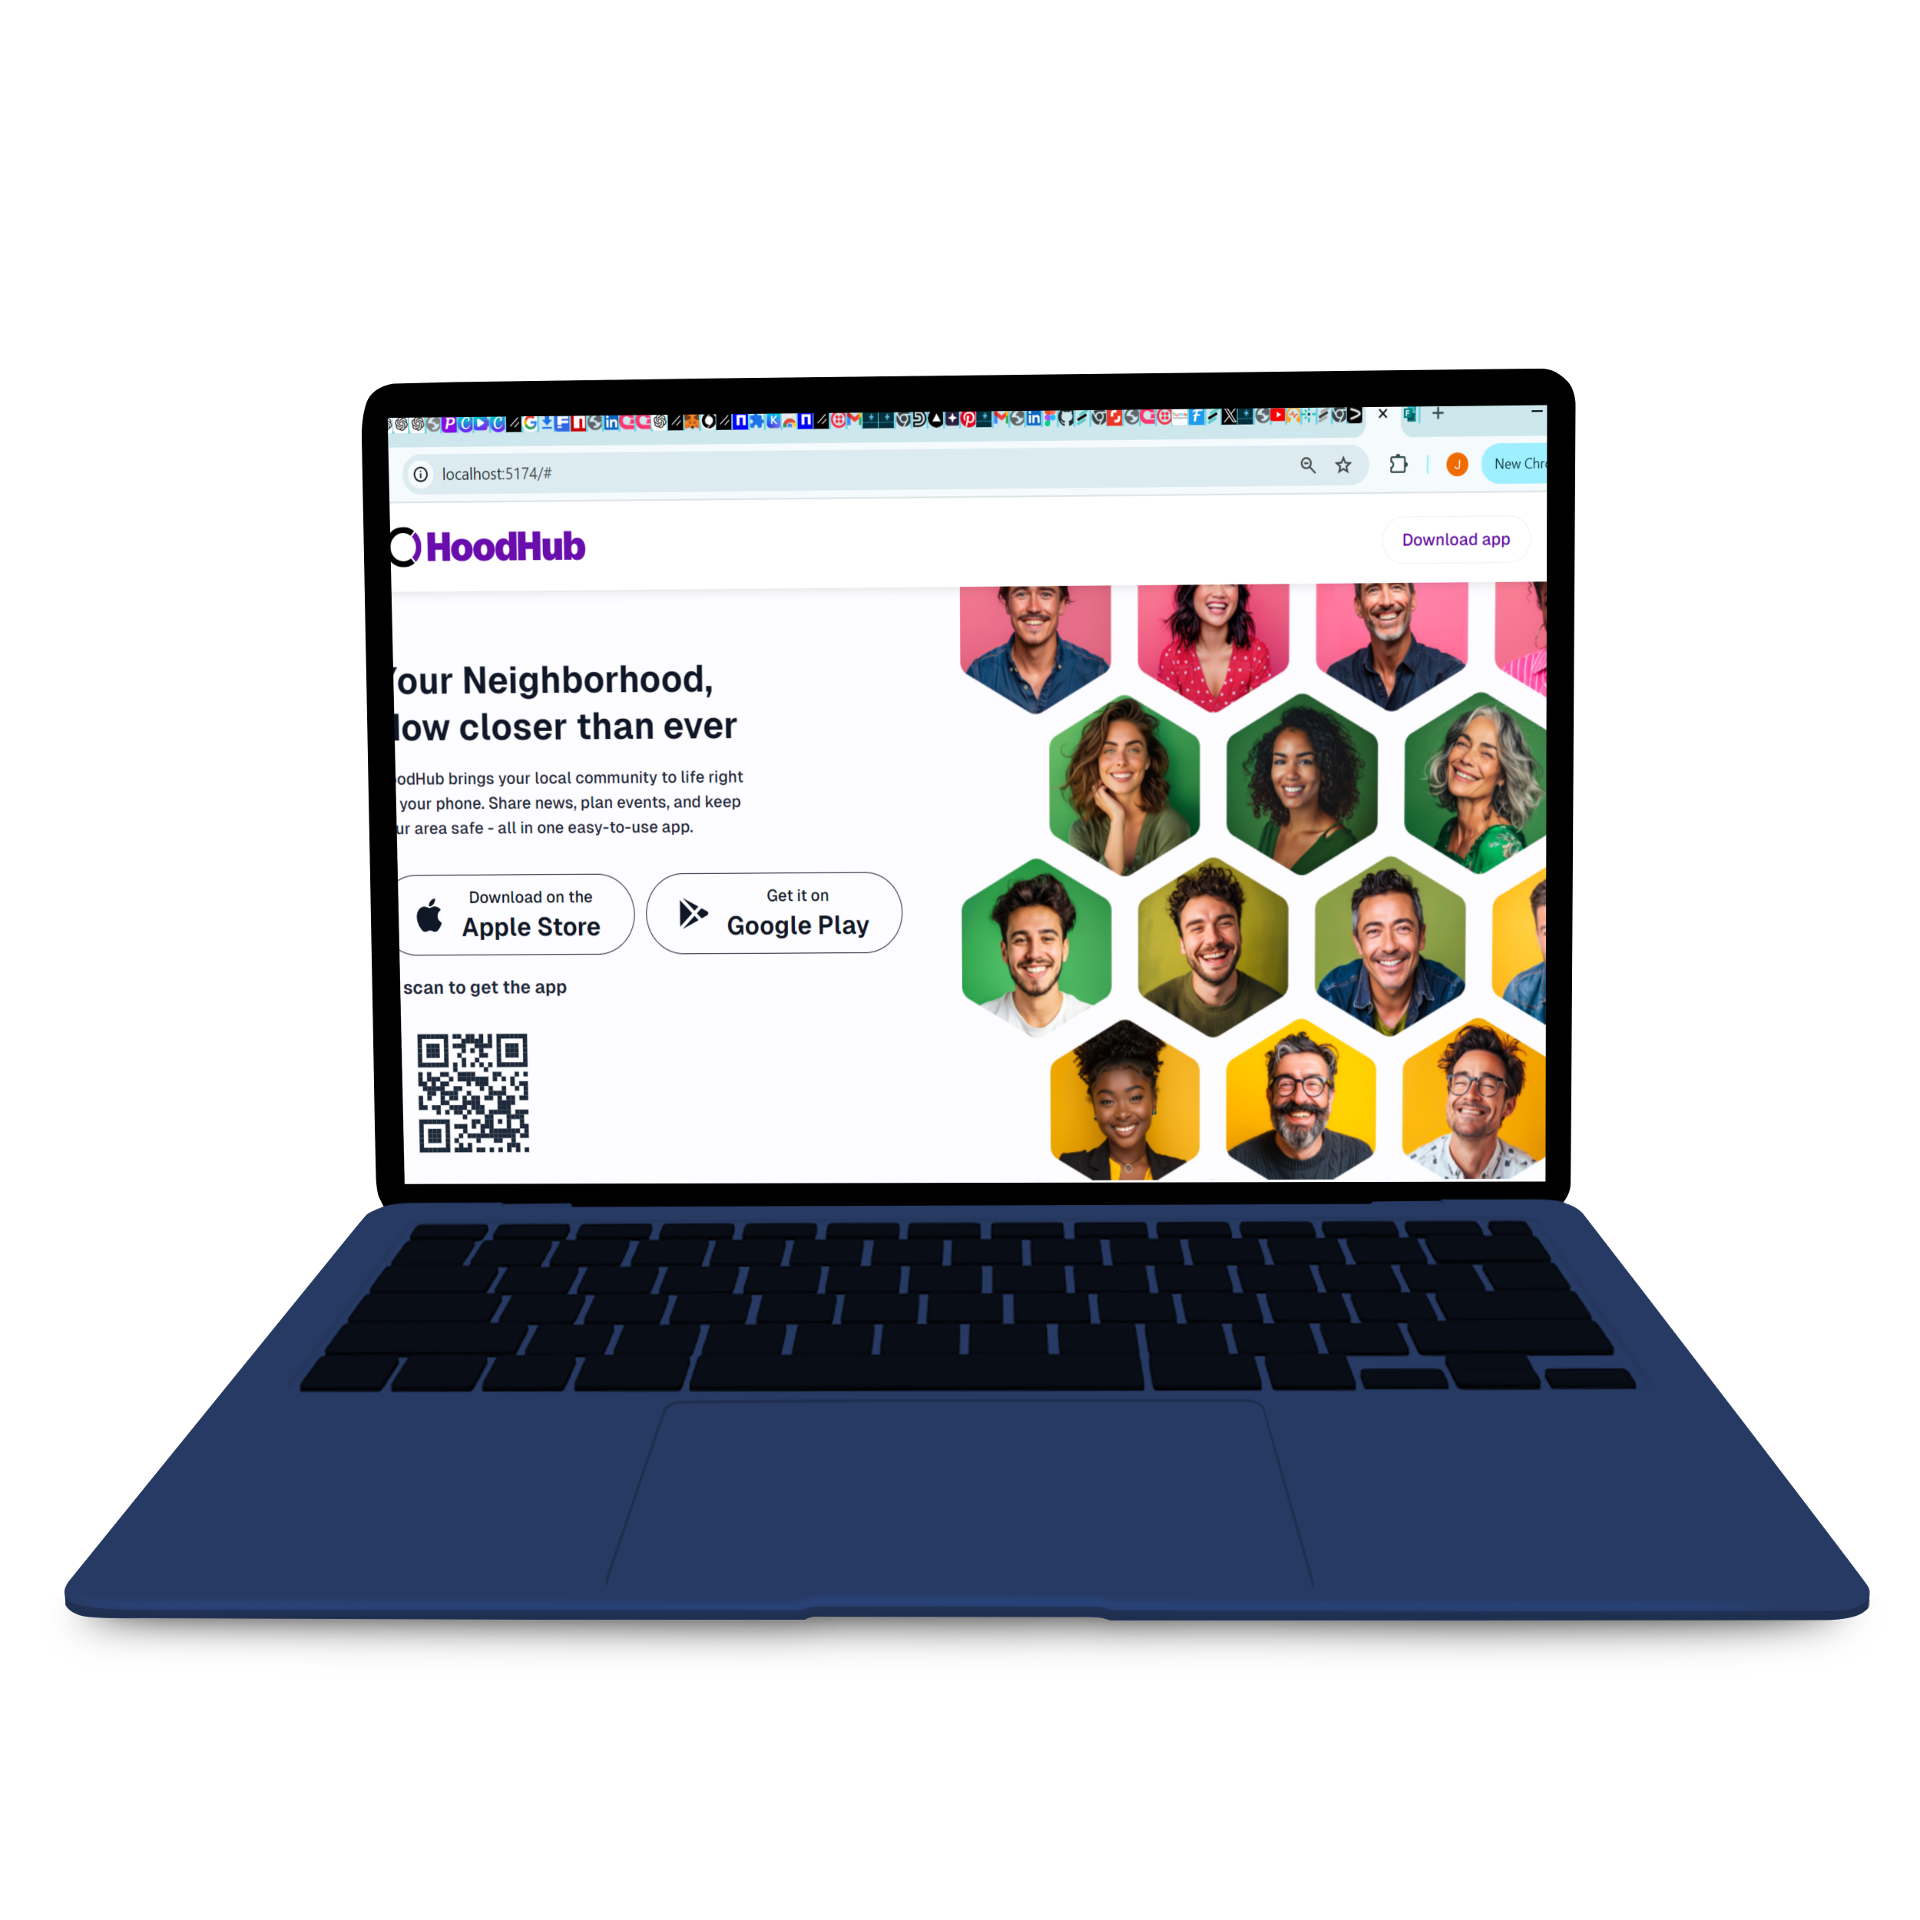 localhost:5174/#
New Chr
HoodHub
Download app
our Neighborhood,
ow closer than ever
odHub brings your local community to life right
your phone. Share news, plan events, and keep
ur area safe - all in one easy-to-use app.
Download on the
Apple Store
Get it on
Google Play
scan to get the app